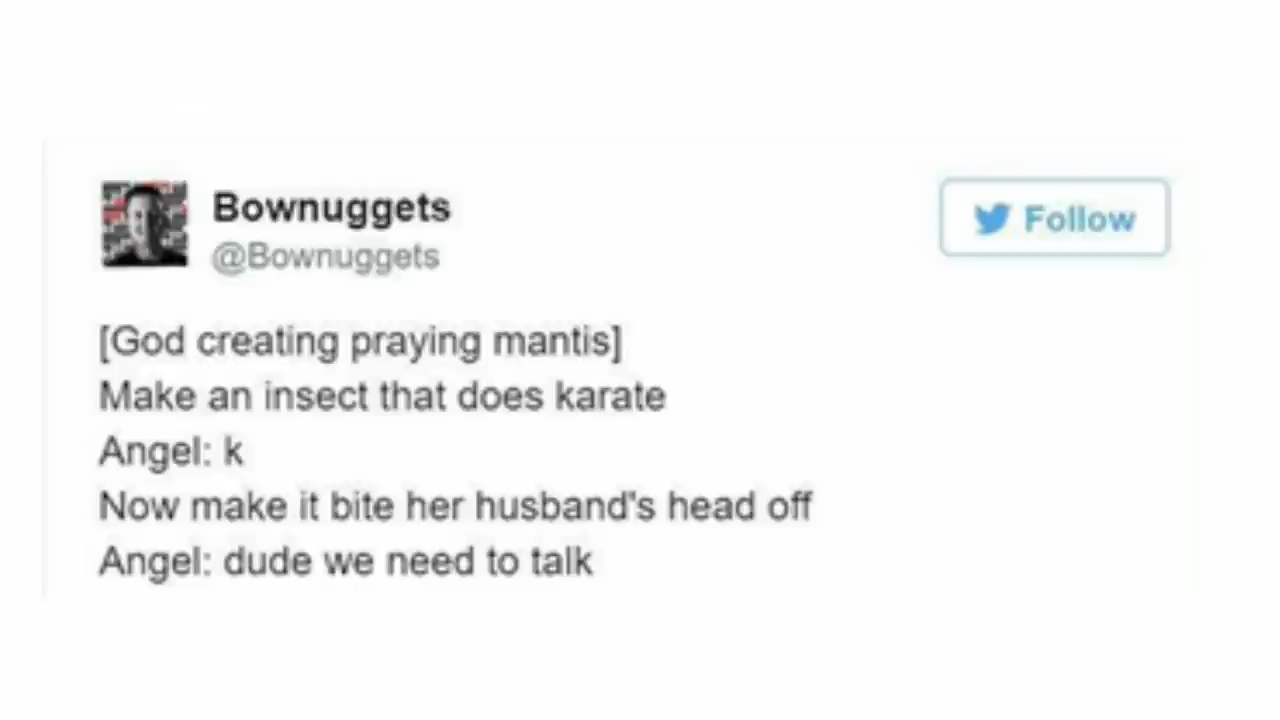 Bownuggets
Follow
@Bownuggets
[God creating praying mantis]
Make an insect that does karate
Angel: k
Now make it bite her husband's head off
Angel: dude we need to talk